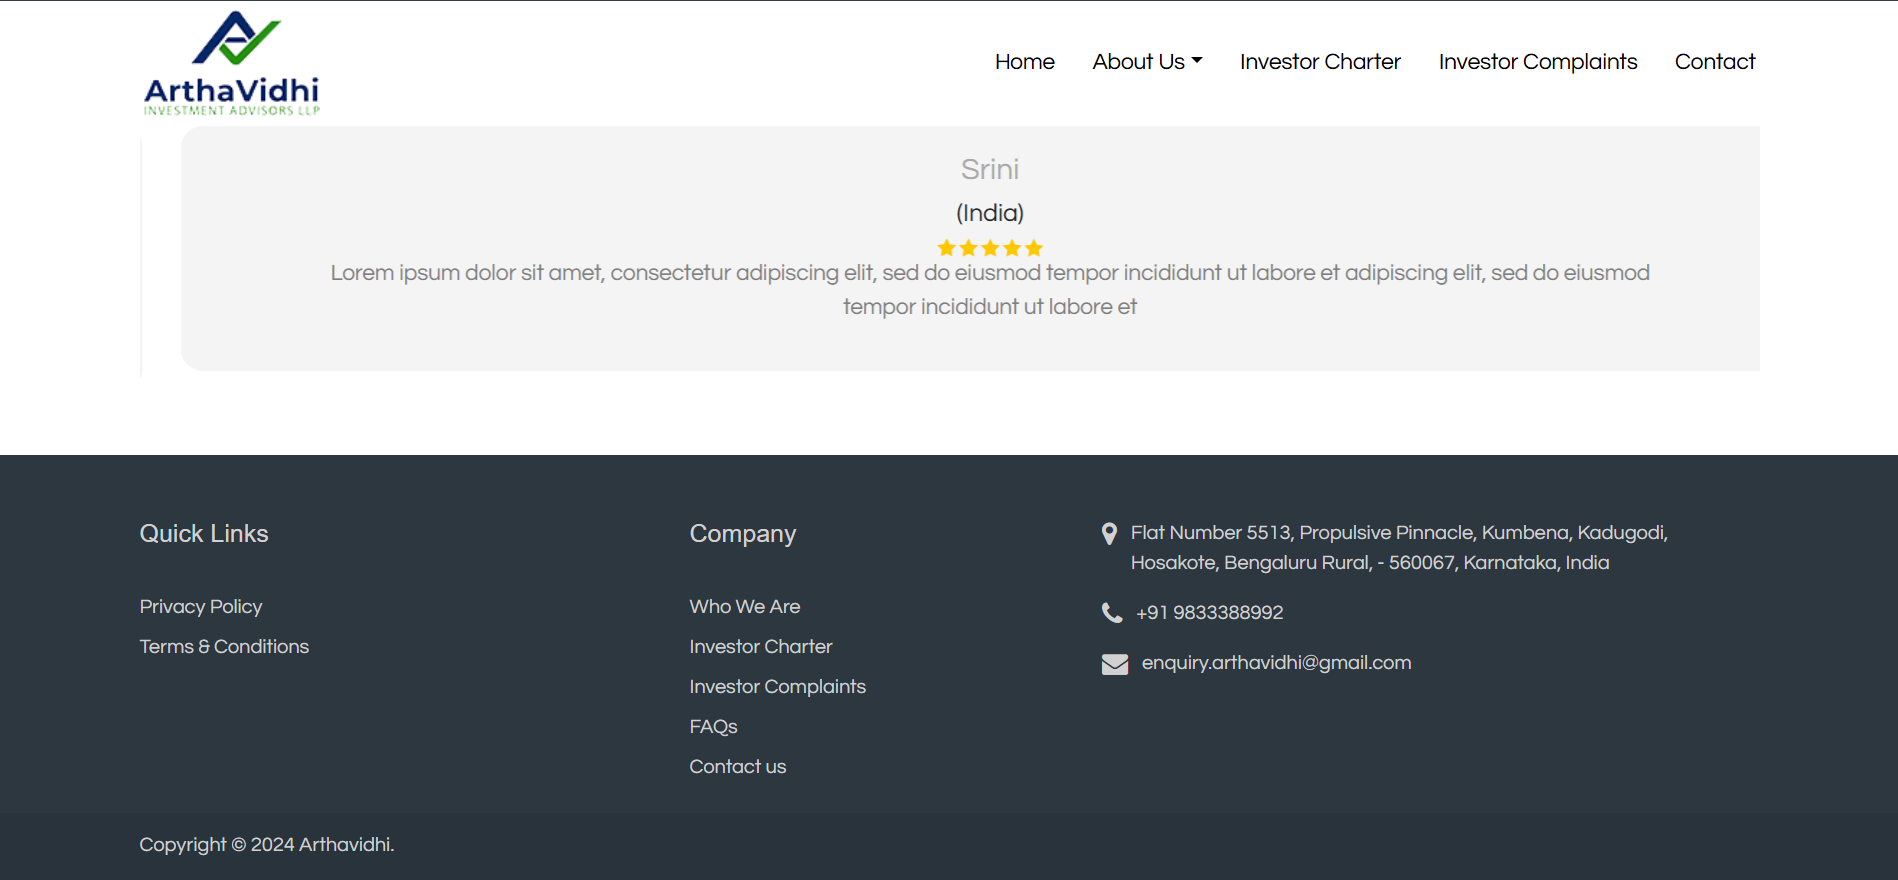 ArthaVidhi
INVESTMENT ADVISORS LLP
Home
About Us
Investor Charter
Investor Complaints
Contact
Srini
(India)
Lorem ipsum dolor sit amet, consectetur adipiscing elit, sed do eiusmod tempor incididunt ut labore et adipiscing elit, sed do eiusmod
tempor incididunt ut labore et
Quick Links
Privacy Policy
Terms & Conditions
Company
Who We Are
Investor Charter
Investor Complaints
FAQs
Contact us
Flat Number 5513, Propulsive Pinnacle, Kumbena, Kadugodi,
Hosakote, Bengaluru Rural, - 560067, Karnataka, India
+91 9833388992
enquiry.arthavidhi@gmail.com
Copyright © 2024 Arthavidhi.